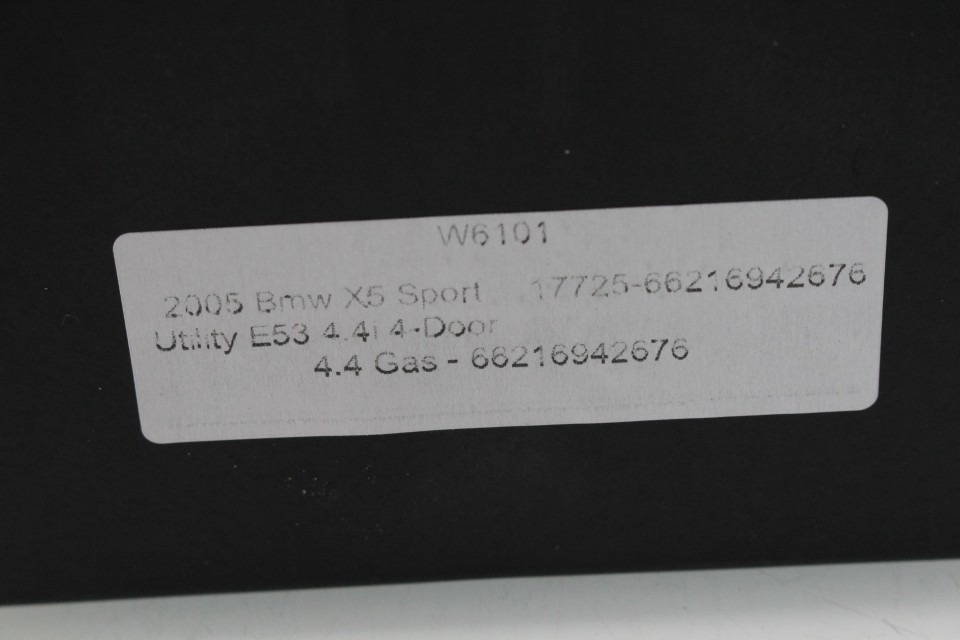 W6101
2005 Bmw X5 Sport 17725-66216942676
Utility E53 4.4i 4-Door
4.4 Gas - 66216942676